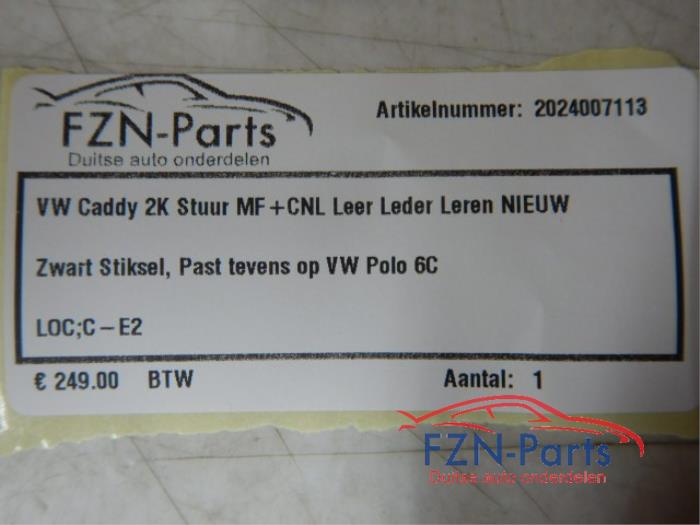 FZN-Parts
Duitse auto onderdelen
Artikelnummer: 2024007113
VW Caddy 2K Stuur MF+CNL Leer Leder Leren NIEUW
Zwart Stiksel, Past tevens op VW Polo 6C
LOC;C-E2
€ 249.00 BTW
Aantal: 1
FZN-Parts
Duitse auto onderdelen